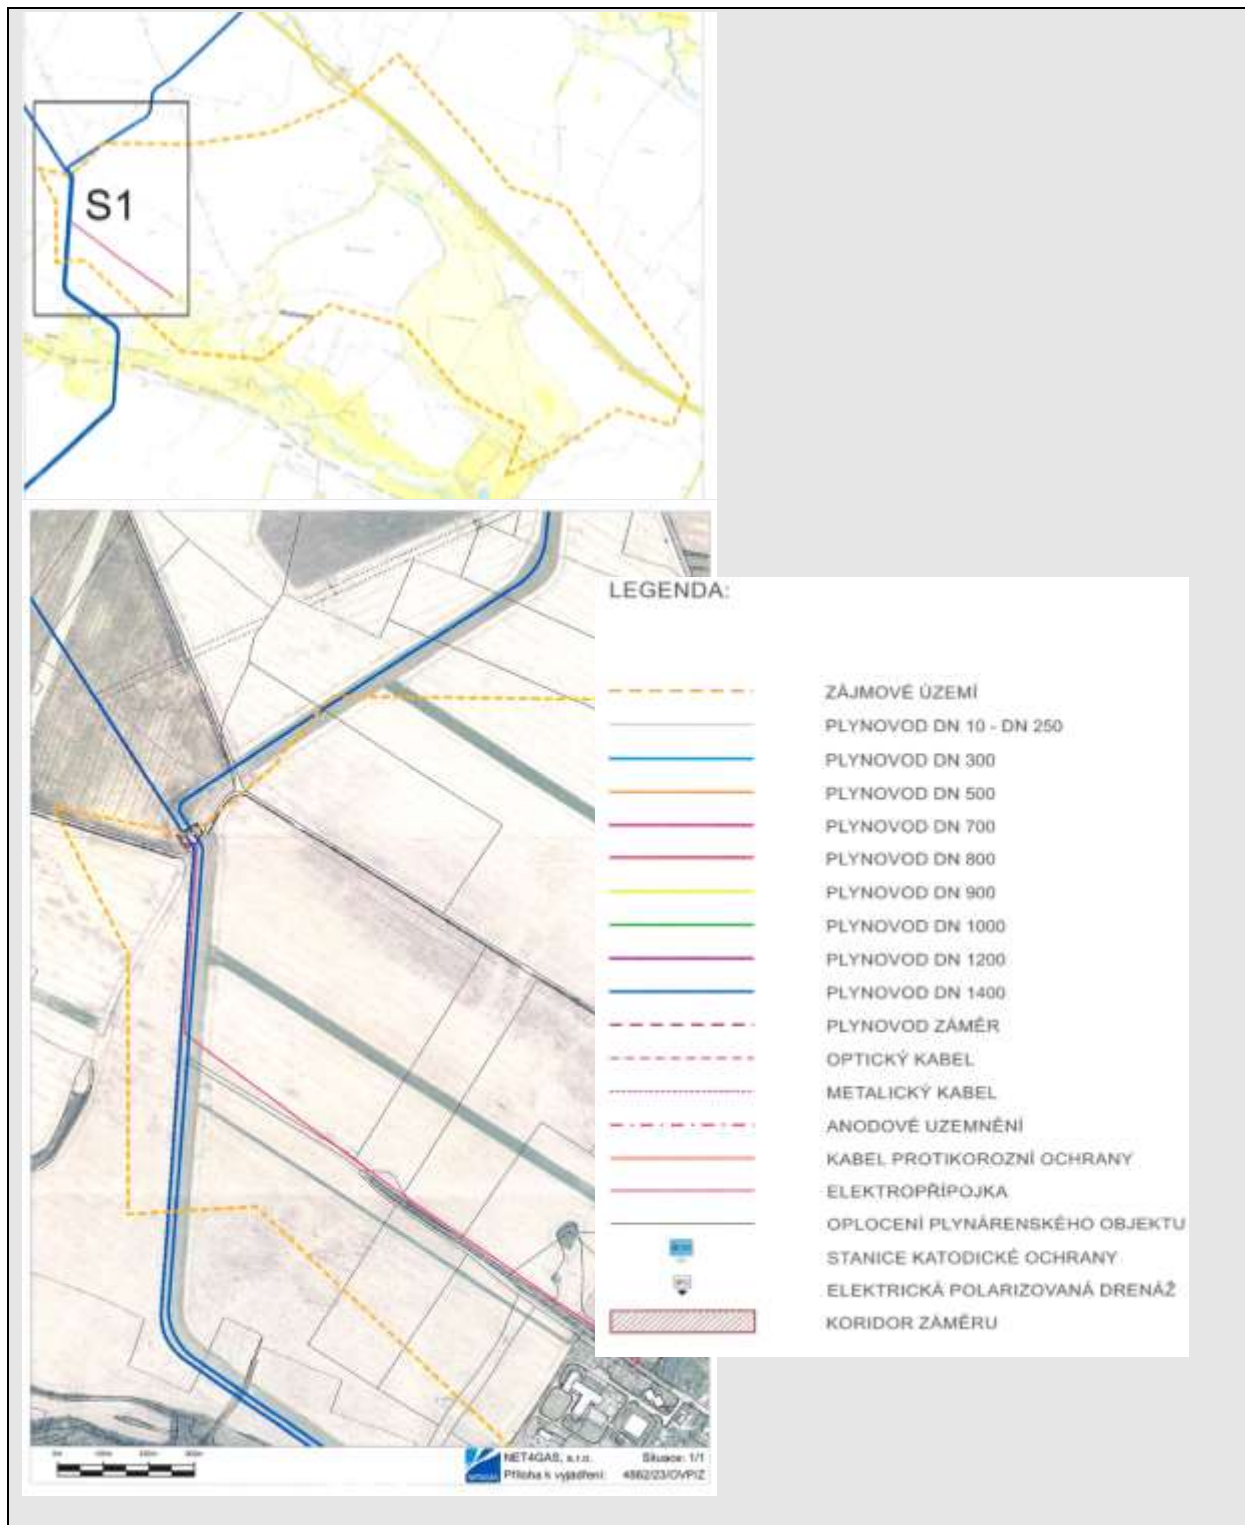 S1
LEGENDA:
ZÁJMOVÉ ÚZEMÍ
PLYNOVOD DN 10 - DN 250
PLYNOVOD DN 300
PLYNOVOD DN 500
PLYNOVOD DN 700
PLYNOVOD DN 800
PLYNOVOD DN 900
PLYNOVOD DN 1000
PLYNOVOD DN 1200
PLYNOVOD DN 1400
PLYNOVOD ZÁMĚR
OPTICKÝ KABEL
METALICKÝ KABEL
ANODOVÉ UZEMNĚNÍ
KABEL PROTIKOROZNÍ OCHRANY
ELEKTROPŘÍPOJKA
OPLOCENÍ PLYNÁRENSKÉHO OBJEKTU
STANICE KATODICKÉ OCHRANY
ELEKTRICKÁ POLARIZOVANÁ DRENÁŽ
KORIDOR ZÁMĚRU
NET4GAS, s.r.o. Situace: 1/1
Příloha k vyjádření: 4862/23/OVP/Z